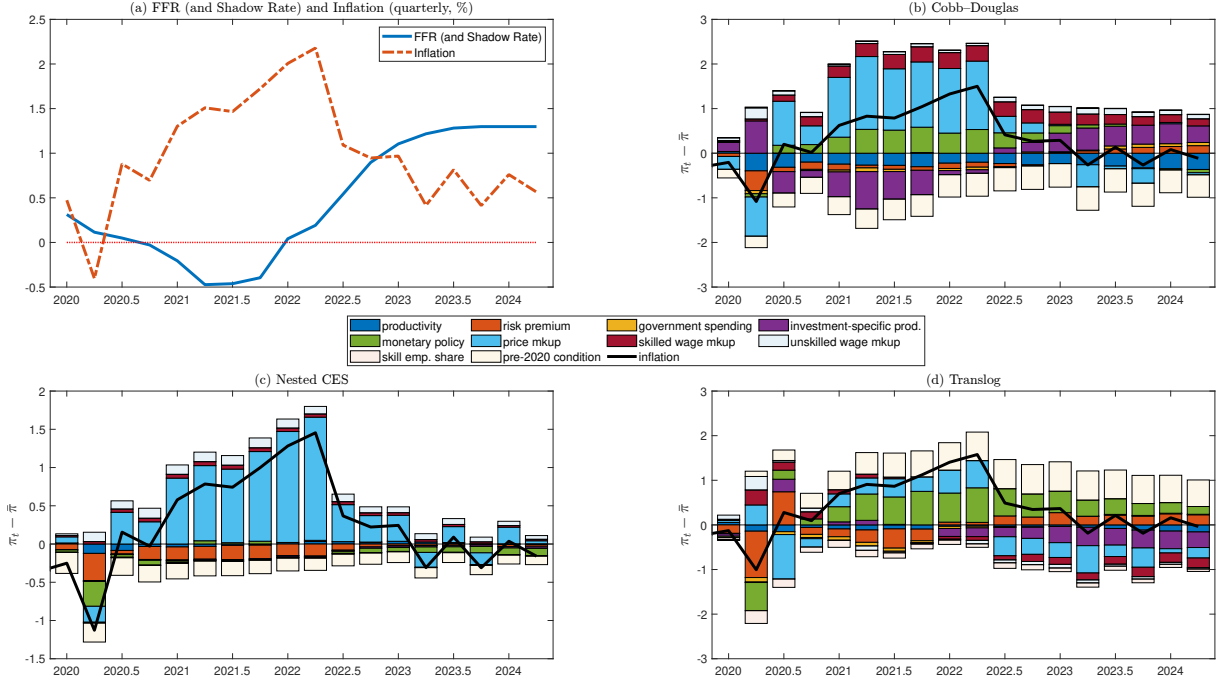 (a) FFR (and Shadow Rate) and Inflation (quarterly, %)
2.5
2
1.5
1
0.5
0
-0.5
2020 2020.5 2021 2021.5 2022 2022.5 2023 2023.5 2024
FFR (and Shadow Rate)
Inflation
(b) Cobb–Douglas
3
2
1
0
-1
-2
-3
πt − π̄
2020 2020.5 2021 2021.5 2022 2022.5 2023 2023.5 2024
productivity risk premium government spending investment-specific prod.
monetary policy price mkup skilled wage mkup unskilled wage mkup
skill emp. share pre-2020 condition inflation
(c) Nested CES
2
1.5
1
0.5
0
-0.5
-1
-1.5
πt − π̄
2020 2020.5 2021 2021.5 2022 2022.5 2023 2023.5 2024
(d) Translog
3
2
1
0
-1
-2
-3
πt − π̄
2020 2020.5 2021 2021.5 2022 2022.5 2023 2023.5 2024